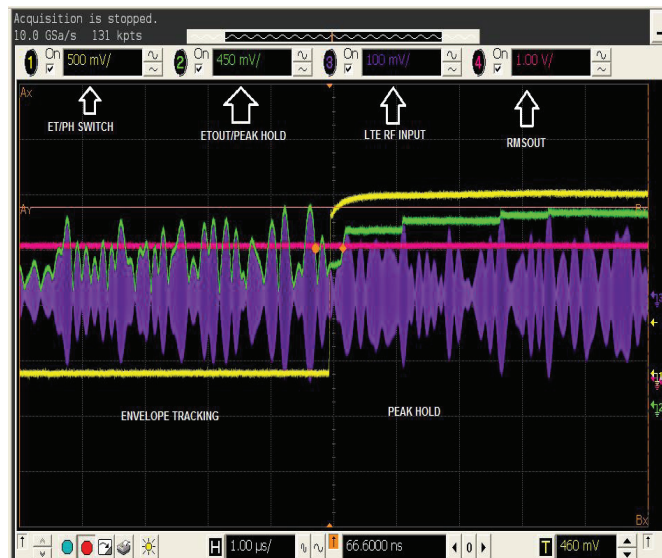 Acquisition is stopped.
10.0 GSa/s 131 kpts
1 On 500 mV/ 2 On 450 mV/ 3 On 100 mV/ 4 On 1.00 V/
ET/PH SWITCH ETOUT/PEAK HOLD LTE RF INPUT RMSOUT
Ax
Ay By
ENVELOPE TRACKING PEAK HOLD
Bx
H 1.00 µs/ 66.6000 ns 0 T 460 mV